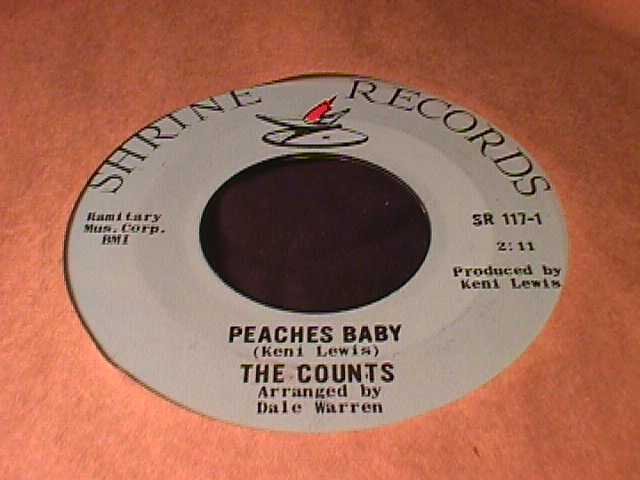 SHRINE RECORDS
Ramitary
Mus. Corp.
BMI
SR 117-1
2:11
Produced by
Keni Lewis
PEACHES BABY
(Keni Lewis)
THE COUNTS
Arranged by
Dale Warren